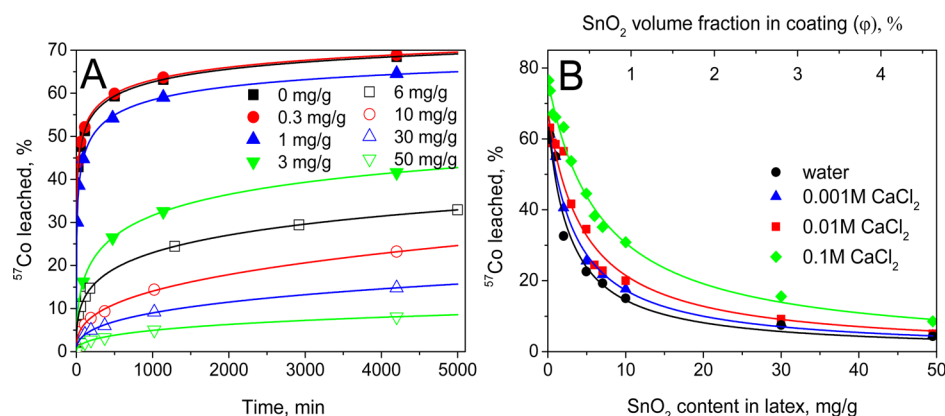 SnO₂ volume fraction in coating (φ), %
1 2 3 4
A
B
⁵⁷Co leached, %
70
60
50
40
30
20
10
0
0 mg/g 6 mg/g
0.3 mg/g 10 mg/g
1 mg/g 30 mg/g
3 mg/g 50 mg/g
0 1000 2000 3000 4000 5000
Time, min
⁵⁷Co leached, %
80
60
40
20
0
water
0.001M CaCl₂
0.01M CaCl₂
0.1M CaCl₂
0 10 20 30 40 50
SnO₂ content in latex, mg/g